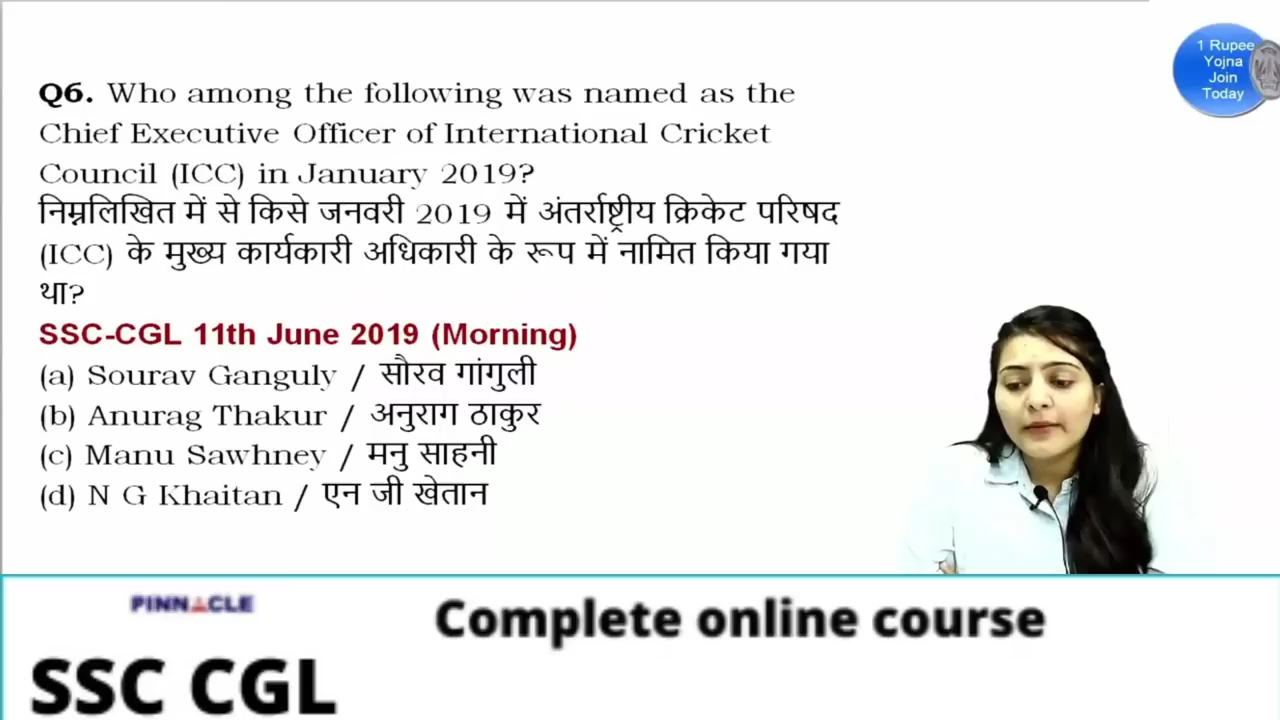 Q6. Who among the following was named as the
Chief Executive Officer of International Cricket
Council (ICC) in January 2019?
निम्नलिखित में से किसे जनवरी 2019 में अंतर्राष्ट्रीय क्रिकेट परिषद
(ICC) के मुख्य कार्यकारी अधिकारी के रूप में नामित किया गया
था?
SSC-CGL 11th June 2019 (Morning)
(a) Sourav Ganguly / सौरव गांगुली
(b) Anurag Thakur / अनुराग ठाकुर
(c) Manu Sawhney / मनु साहनी
(d) N G Khaitan / एन जी खेतान
1 Rupee
Yojna
Join
Today
PINNACLE
Complete online course
SSC CGL